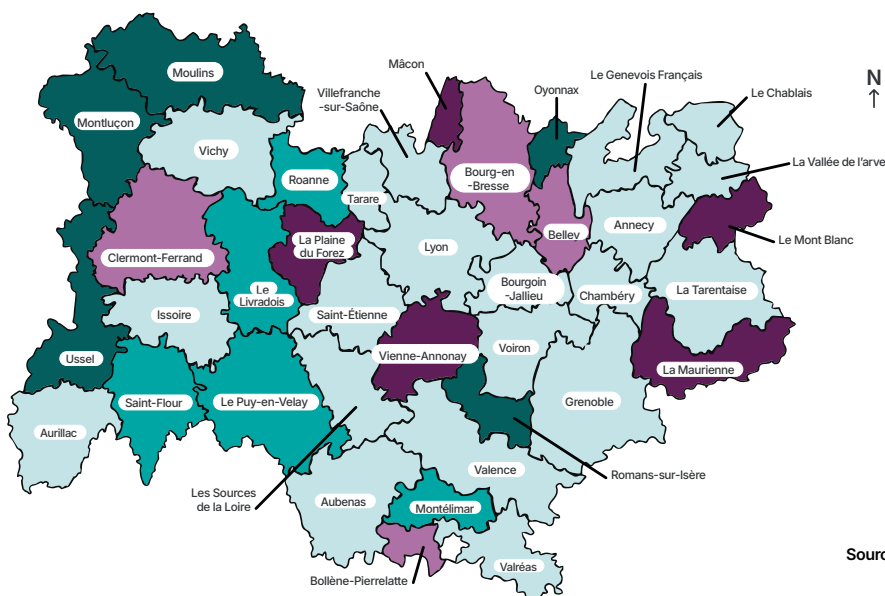 Mâcon
Moulins
Oyonnax
Le Genevois Français
N
Villefranche
-sur-Saône
Le Chablais
Montluçon
Vichy
La Vallée de l'arve
Roanne
Bourg-en
-Bresse
Tarare
Annecy
Belley
La Plaine
du Forez
Lyon
Le Mont Blanc
Clermont-Ferrand
Le
Livradois
Bourgoin
-Jallieu
Chambéry
La Tarentaise
Issoire
Saint-Étienne
Voiron
Vienne-Annonay
Ussel
La Maurienne
Saint-Flour
Le Puy-en-Velay
Grenoble
Aurillac
Valence
Romans-sur-Isère
Les Sources
de la Loire
Aubenas
Montélimar
Sourc
Valréas
Bollène-Pierrelatte